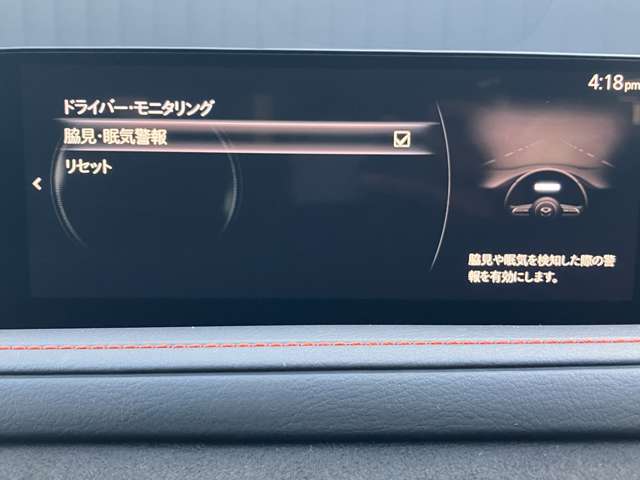 4:18pm
ドライバー・モニタリング
脇見・眠気警報
リセット
脇見や眠気を検知した際の警
報を有効にします。